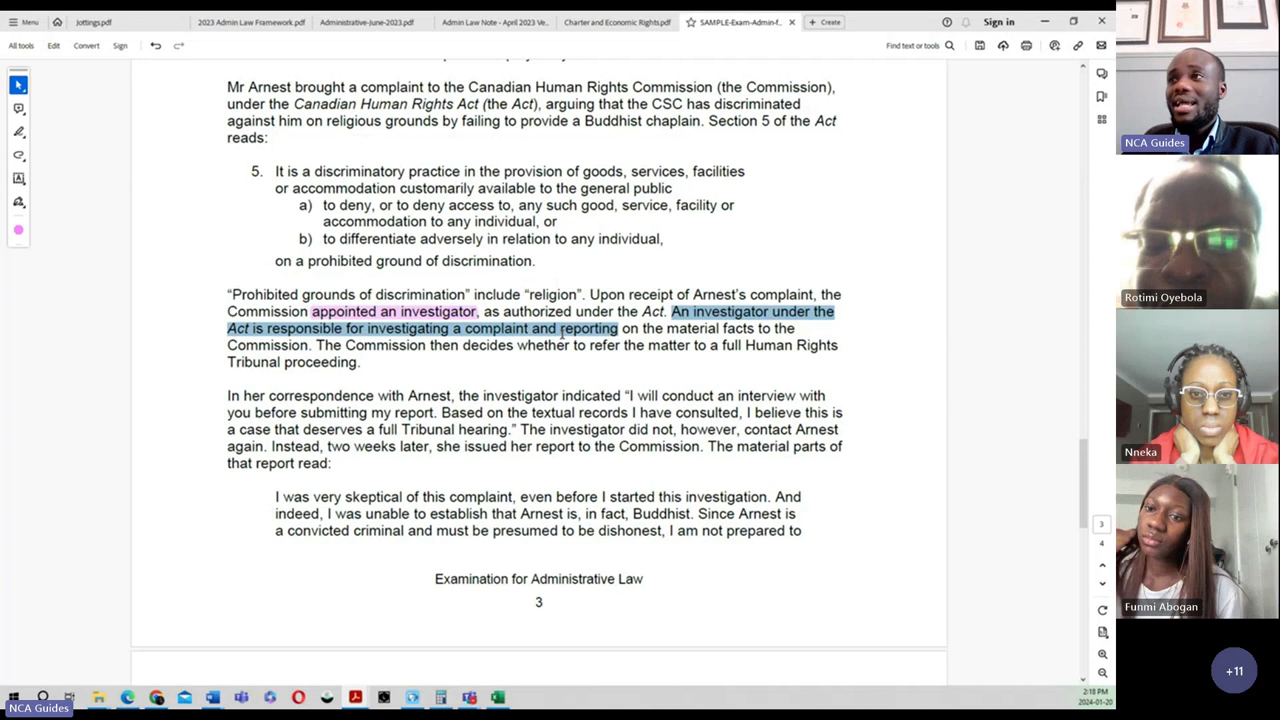 Menu
Jottings.pdf
2023 Admin Law Framework.pdf
Administrative-June-2023.pdf
Admin Law Note - April 2023 Ve..
Charter and Economic Rights.pdf
SAMPLE-Exam-Admin-f..
Create
Sign in
All tools
Edit
Convert
Sign
Find text or tools
Mr Arnest brought a complaint to the Canadian Human Rights Commission (the Commission),
under the Canadian Human Rights Act (the Act), arguing that the CSC has discriminated
against him on religious grounds by failing to provide a Buddhist chaplain. Section 5 of the Act
reads:
5. It is a discriminatory practice in the provision of goods, services, facilities
or accommodation customarily available to the general public
a) to deny, or to deny access to, any such good, service, facility or
accommodation to any individual, or
b) to differentiate adversely in relation to any individual,
on a prohibited ground of discrimination.
“Prohibited grounds of discrimination” include “religion”. Upon receipt of Arnest's complaint, the
Commission appointed an investigator, as authorized under the Act. An investigator under the
Act is responsible for investigating a complaint and reporting on the material facts to the
Commission. The Commission then decides whether to refer the matter to a full Human Rights
Tribunal proceeding.
In her correspondence with Arnest, the investigator indicated “I will conduct an interview with
you before submitting my report. Based on the textual records I have consulted, I believe this is
a case that deserves a full Tribunal hearing.” The investigator did not, however, contact Arnest
again. Instead, two weeks later, she issued her report to the Commission. The material parts of
that report read:
I was very skeptical of this complaint, even before I started this investigation. And
indeed, I was unable to establish that Arnest is, in fact, Buddhist. Since Arnest is
a convicted criminal and must be presumed to be dishonest, I am not prepared to
Examination for Administrative Law
3
3
4
2:18 PM
2024-01-20
NCA Guides
NCA Guides
Rotimi Oyebola
Nneka
Funmi Abogan
+11